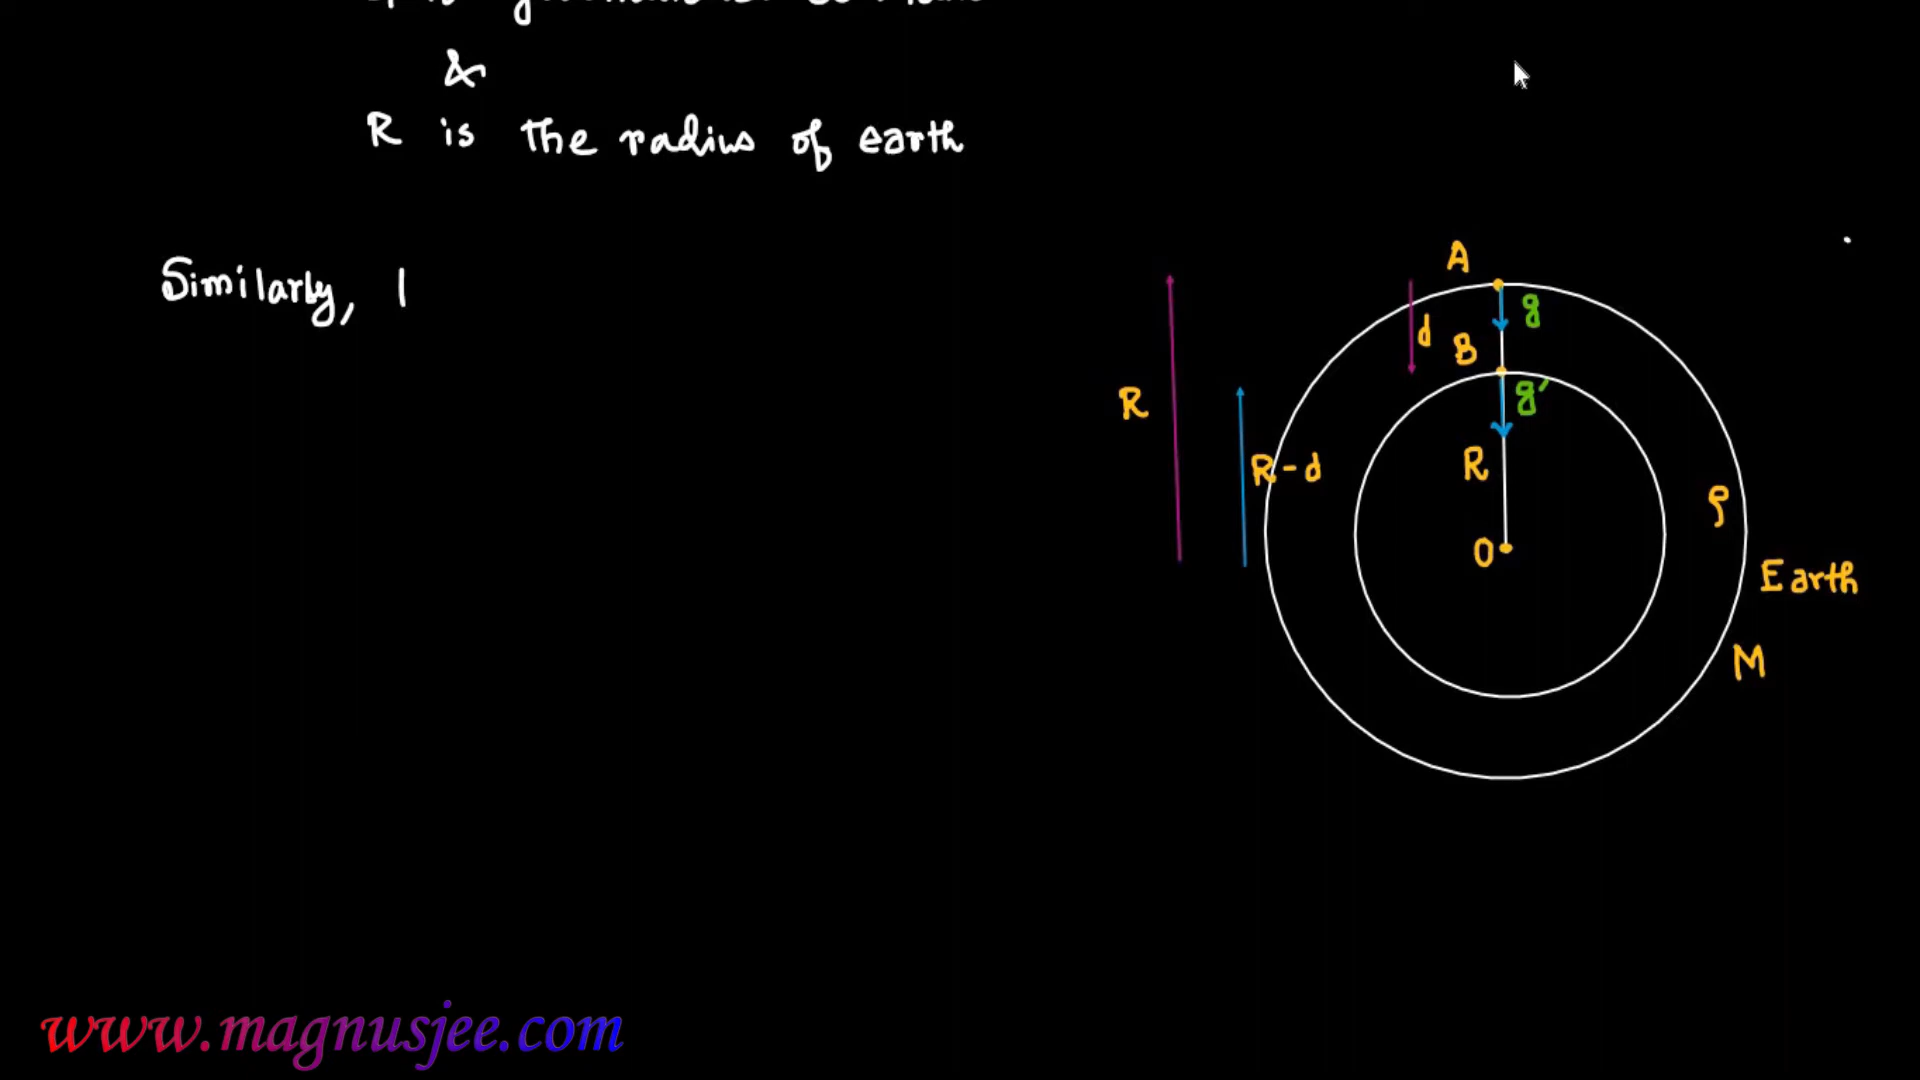 &
R is the radius of earth
Similarly,
A
g
d
B
g'
R
R-d
R
ρ
O
Earth
M
www.magnusjee.com